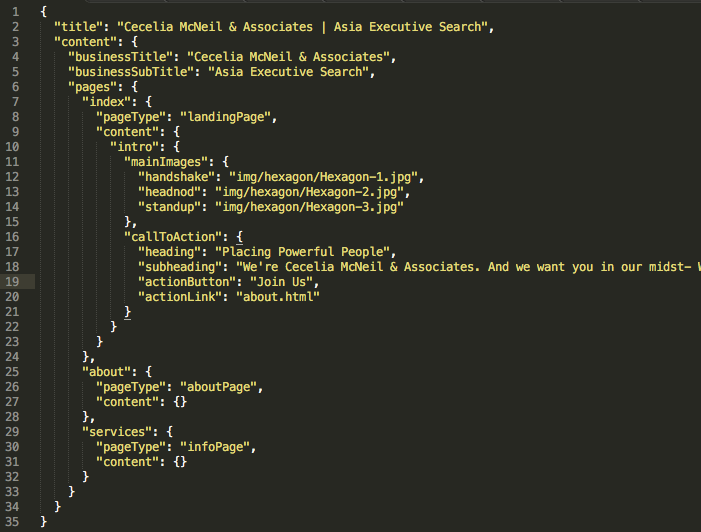 1 {
2 "title": "Cecelia McNeil & Associates | Asia Executive Search",
3 "content": {
4 "businessTitle": "Cecelia McNeil & Associates",
5 "businessSubTitle": "Asia Executive Search",
6 "pages": {
7 "index": {
8 "pageType": "landingPage",
9 "content": {
10 "intro": {
11 "mainImages": {
12 "handshake": "img/hexagon/Hexagon-1.jpg",
13 "headnod": "img/hexagon/Hexagon-2.jpg",
14 "standup": "img/hexagon/Hexagon-3.jpg"
15 },
16 "callToAction": {
17 "heading": "Placing Powerful People",
18 "subheading": "We're Cecelia McNeil & Associates. And we want you in our midst-
19 "actionButton": "Join Us",
20 "actionLink": "about.html"
21 }
22 }
23 }
24 },
25 "about": {
26 "pageType": "aboutPage",
27 "content": {}
28 },
29 "services": {
30 "pageType": "infoPage",
31 "content": {}
32 }
33 }
34 }
35 }